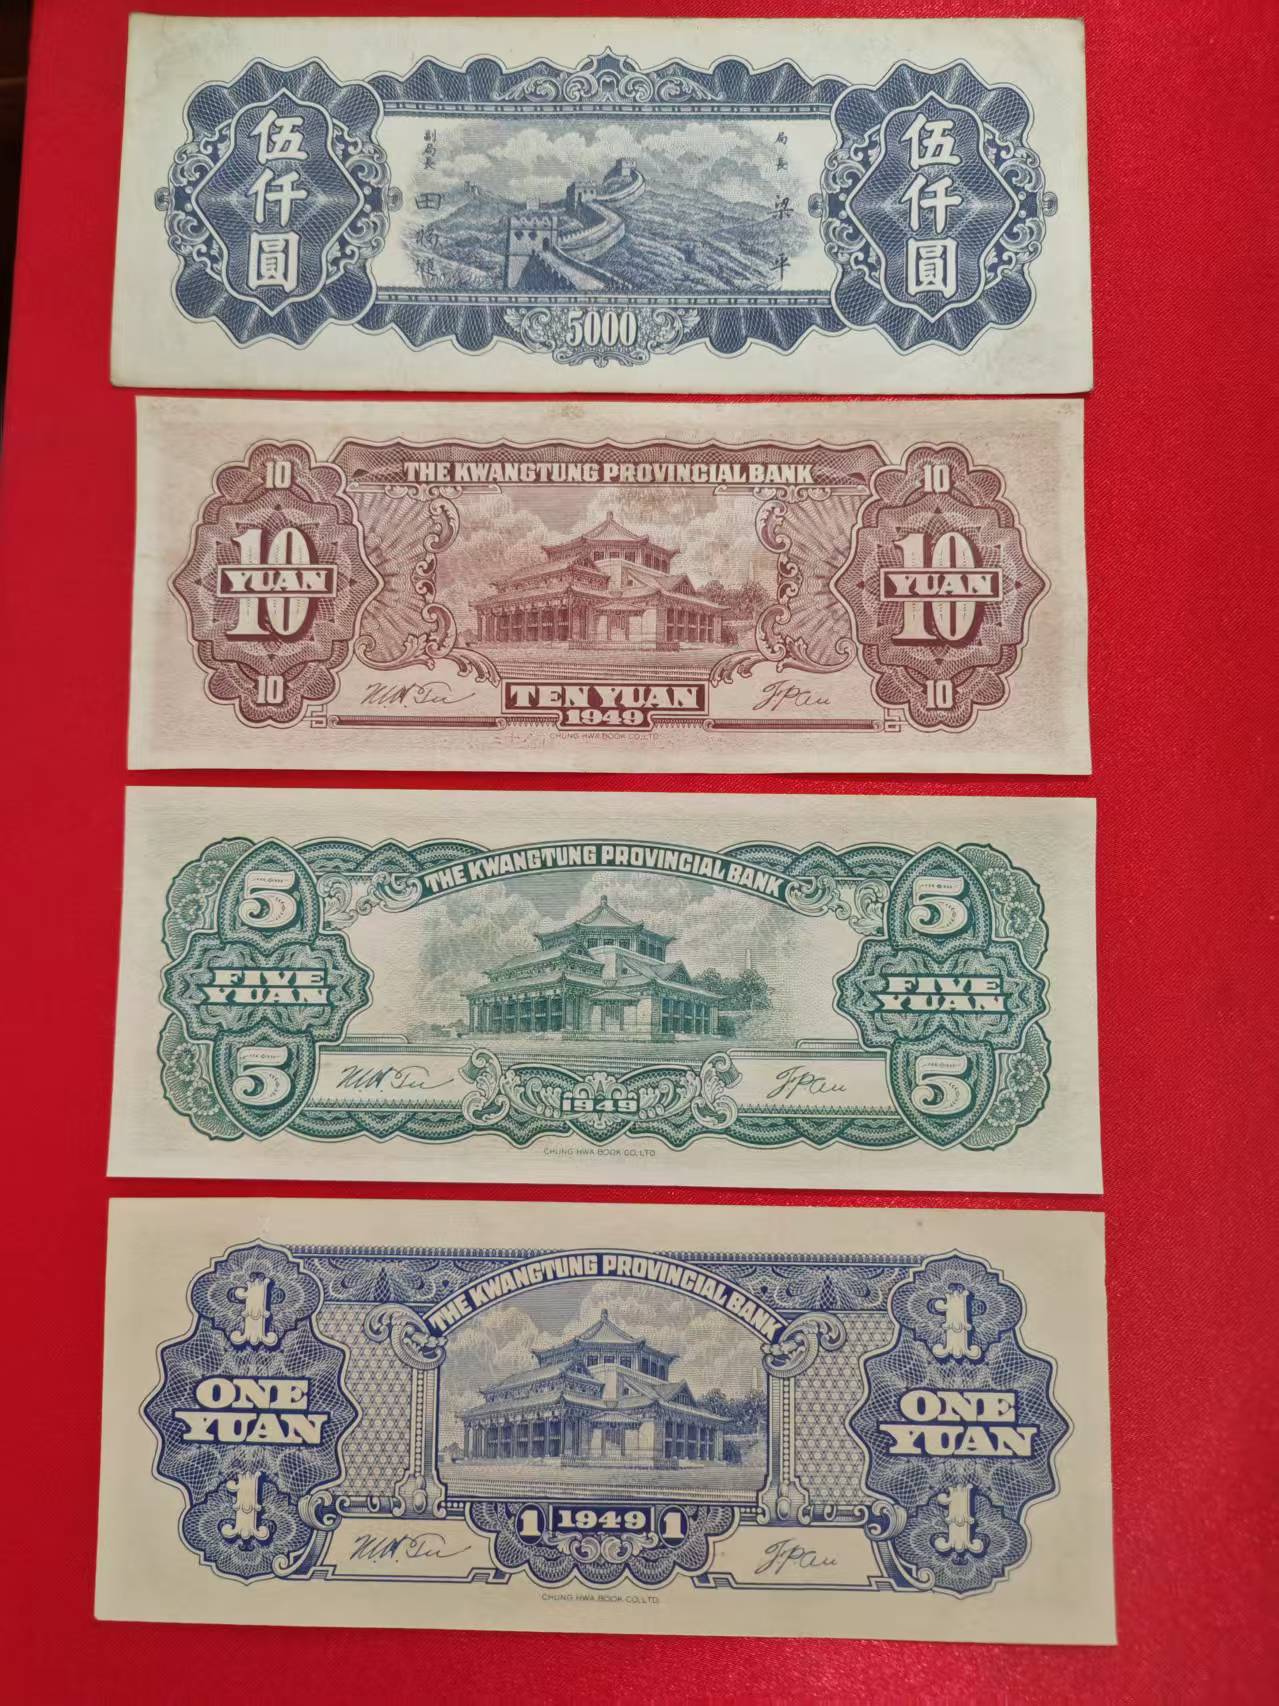 伍仟圓
副局長
田
局長
梁平
伍仟圓
5000
THE KWANGTUNG PROVINCIAL BANK
10
10
10
YUAN
10
YUAN
10
10
TEN YUAN
1949
CHUNG HWA BOOK CO., LTD.
THE KWANGTUNG PROVINCIAL BANK
5
5
FIVE
YUAN
FIVE
YUAN
5
5
1949
CHUNG HWA BOOK CO., LTD
THE KWANGTUNG PROVINCIAL BANK
1
1
ONE
YUAN
ONE
YUAN
1
1
1 1949 1
CHUNG HWA BOOK CO., LTD.